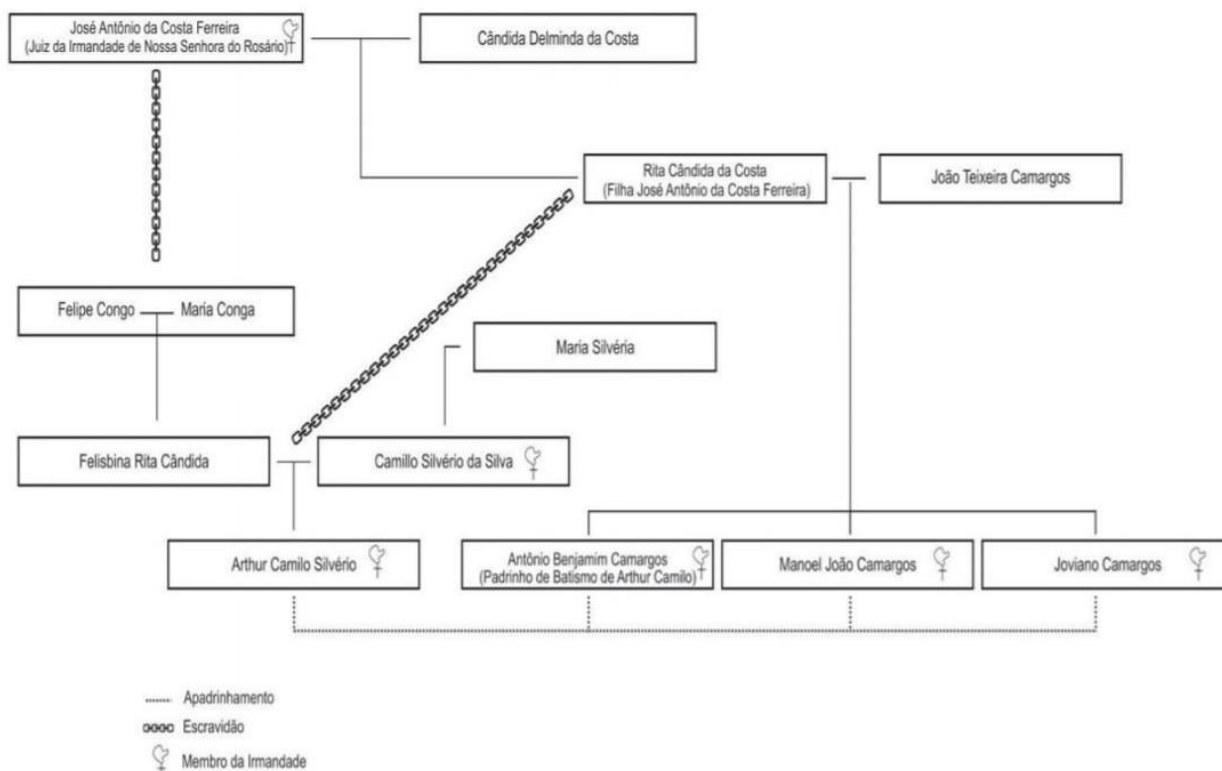 José Antônio da Costa Ferreira
(Juiz da Irmandade de Nossa Senhora do Rosário)
Cândida Delminda da Costa
Rita Cândida da Costa
(Filha José Antônio da Costa Ferreira)
João Teixeira Camargos
Felipe Congo
Maria Conga
Maria Silvéria
Felisbina Rita Cândida
Camillo Silvério da Silva
Arthur Camilo Silvério
Antônio Benjamim Camargos
(Padrinho de Batismo de Arthur Camilo)
Manoel João Camargos
Joviano Camargos
Apadrinhamento
Escravidão
Membro da Irmandade